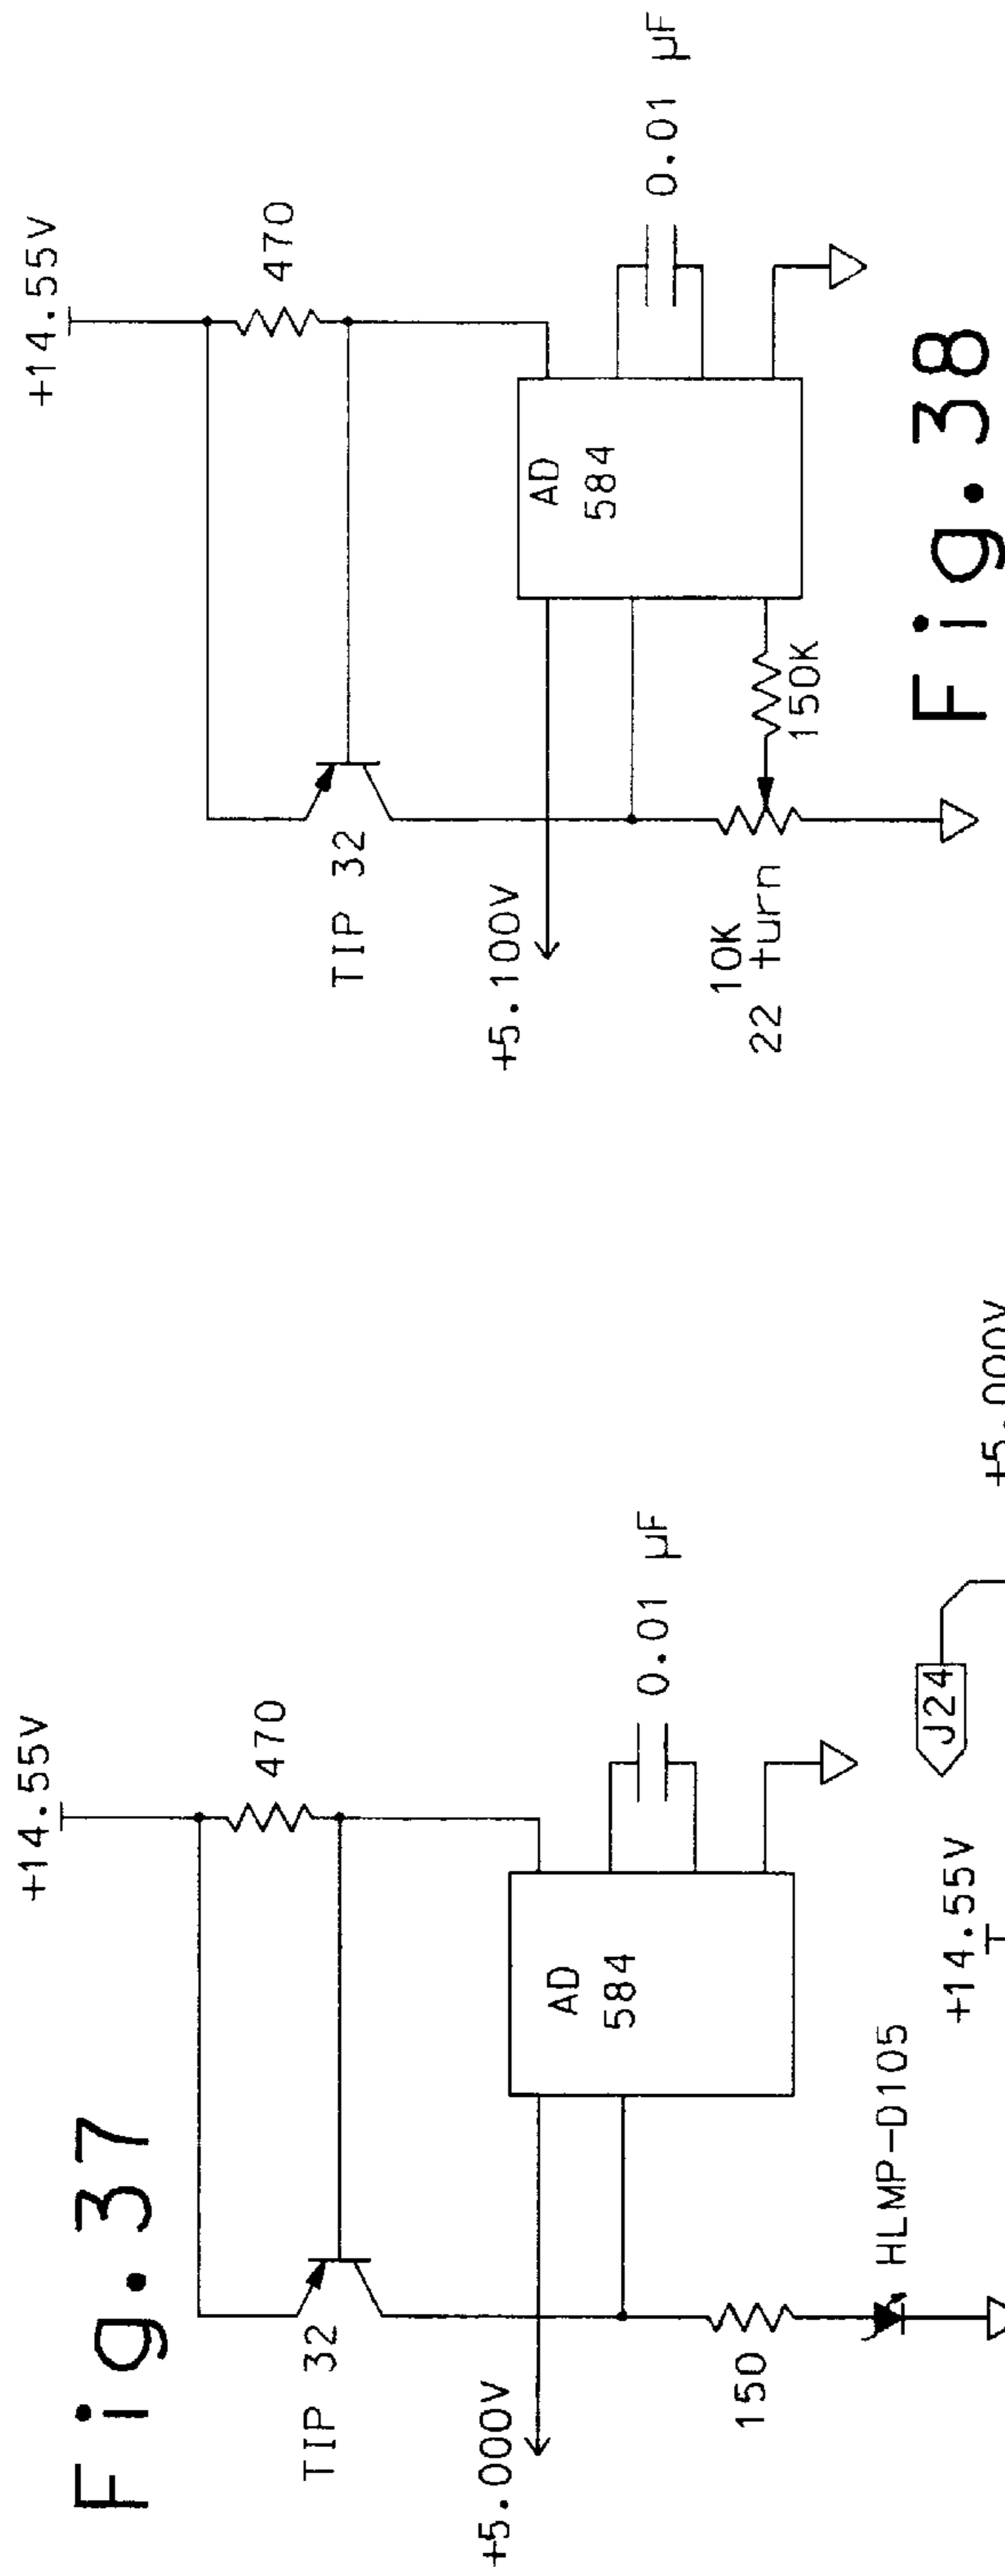 Fig.37
+14.55V
470
TIP 32
+5.000V
AD
584
0.01 µF
150
HLMP-D105
+14.55V
470
TIP 32
+5.100V
AD
584
0.01 µF
10K
22 turn
150K
Fig.38
+14.55V
J24
+5.000V